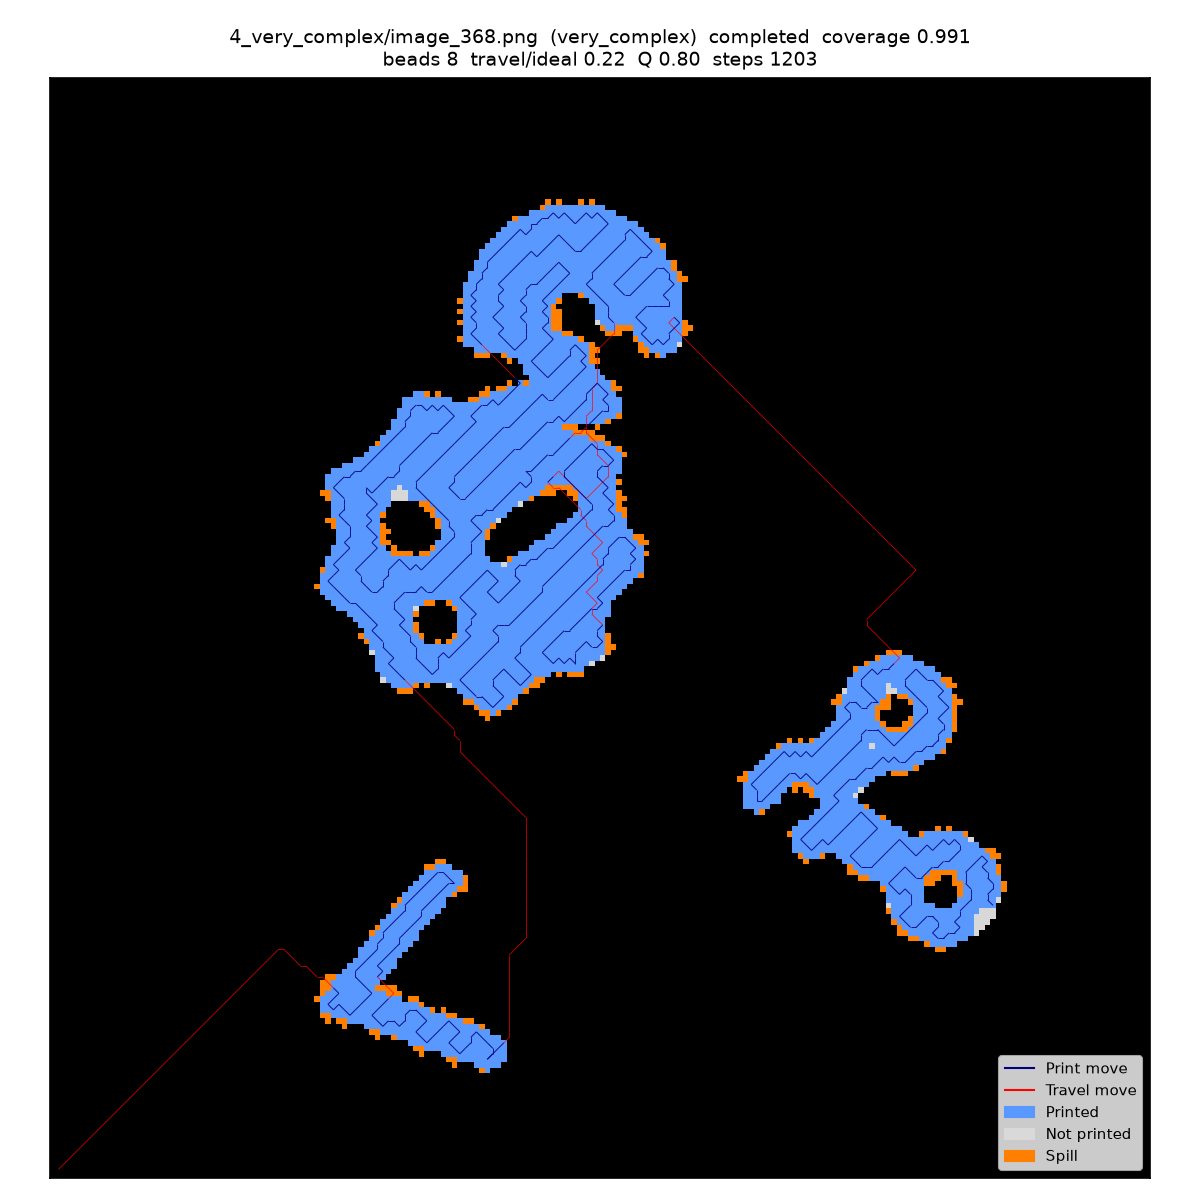 4_very_complex/image_368.png  (very_complex)  completed  coverage 0.991
beads 8  travel/ideal 0.22  Q 0.80  steps 1203
Print move
Travel move
Printed
Not printed
Spill